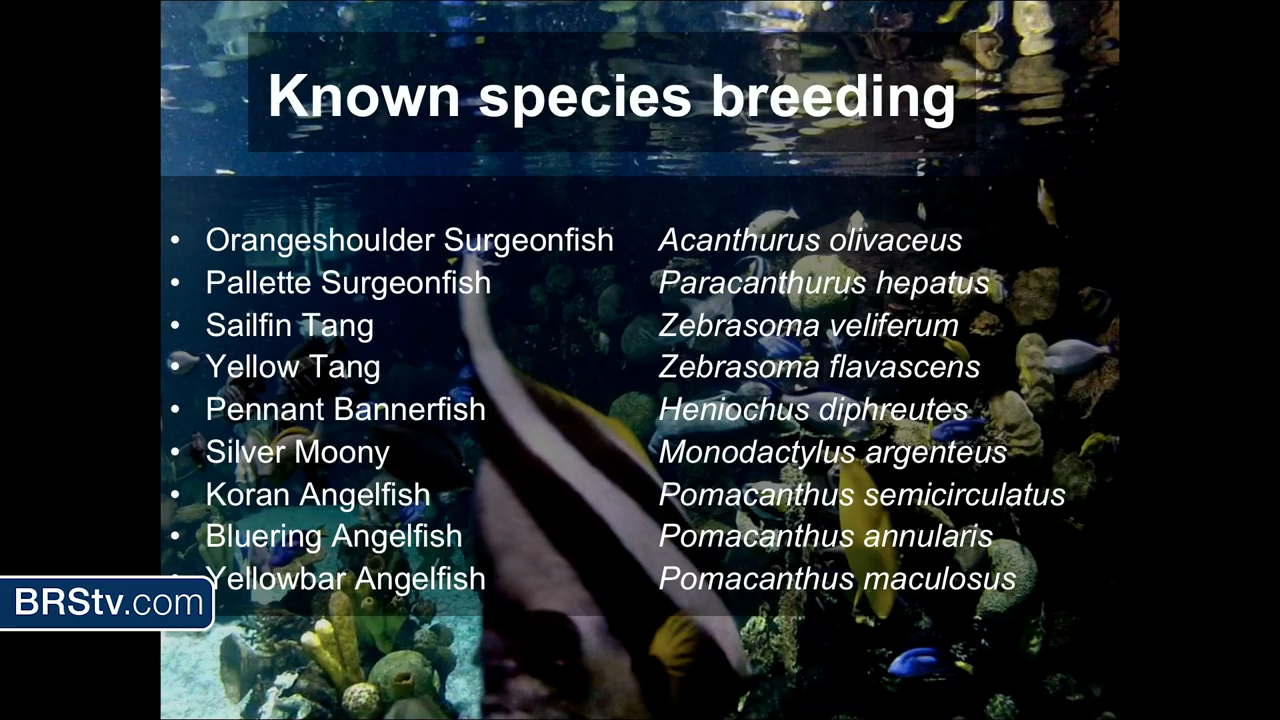 Known species breeding
• Orangeshoulder Surgeonfish Acanthurus olivaceus
• Pallette Surgeonfish Paracanthurus hepatus
• Sailfin Tang Zebrasoma veliferum
• Yellow Tang Zebrasoma flavascens
• Pennant Bannerfish Heniochus diphreutes
• Silver Moony Monodactylus argenteus
• Koran Angelfish Pomacanthus semicirculatus
• Bluering Angelfish Pomacanthus annularis
• Yellowbar Angelfish Pomacanthus maculosus
BRStv.com